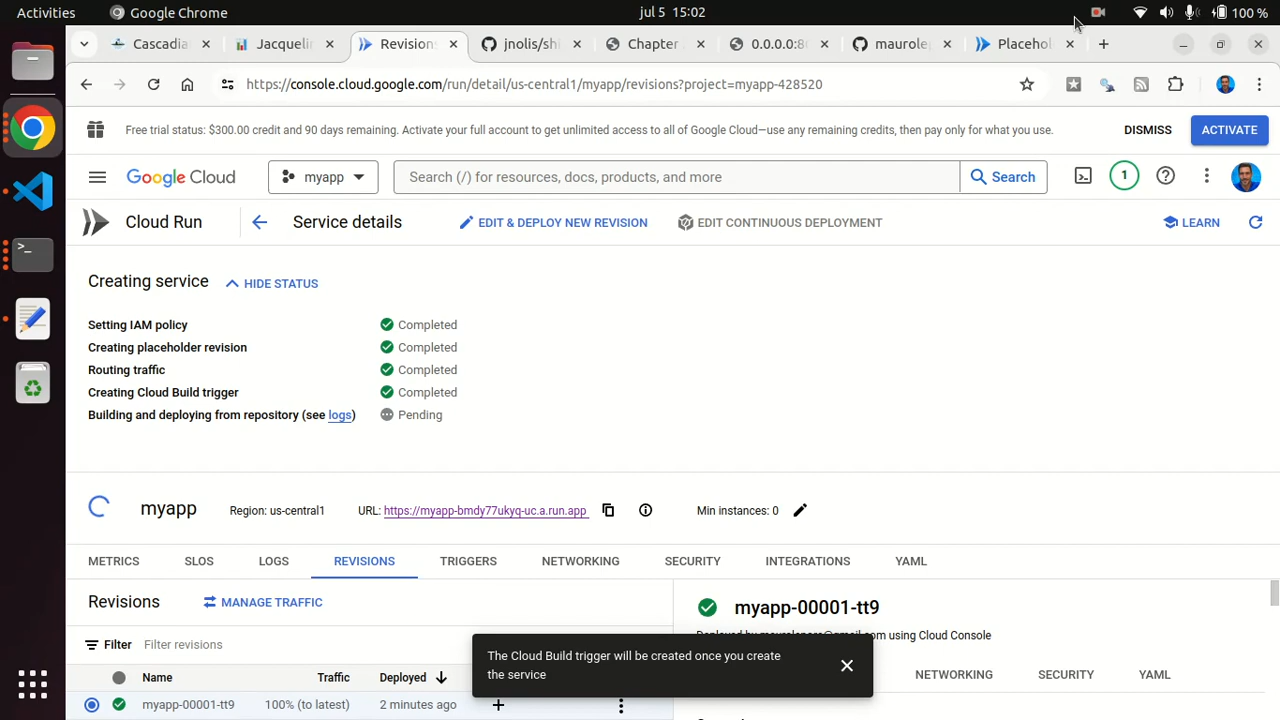 Activities
Google Chrome
jul 5 15:02
100 %
Cascadia
Jacquelin
Revisions
jnolis/shi
Chapter
0.0.0.0:80
maurolep
Placehol
https://console.cloud.google.com/run/detail/us-central1/myapp/revisions?project=myapp-428520
Free trial status: $300.00 credit and 90 days remaining. Activate your full account to get unlimited access to all of Google Cloud—use any remaining credits, then pay only for what you use.
DISMISS
ACTIVATE
Google Cloud
myapp
Search (/) for resources, docs, products, and more
Search
1
Cloud Run
Service details
EDIT & DEPLOY NEW REVISION
EDIT CONTINUOUS DEPLOYMENT
LEARN
Creating service
HIDE STATUS
Setting IAM policy Completed
Creating placeholder revision Completed
Routing traffic Completed
Creating Cloud Build trigger Completed
Building and deploying from repository (see logs) Pending
myapp
Region: us-central1
URL: https://myapp-bmdy77ukyq-uc.a.run.app
Min instances: 0
METRICS
SLOS
LOGS
REVISIONS
TRIGGERS
NETWORKING
SECURITY
INTEGRATIONS
YAML
Revisions
MANAGE TRAFFIC
Filter Filter revisions
Name Traffic Deployed
myapp-00001-tt9 100% (to latest) 2 minutes ago
myapp-00001-tt9
using Cloud Console
NETWORKING
SECURITY
YAML
The Cloud Build trigger will be created once you create
the service